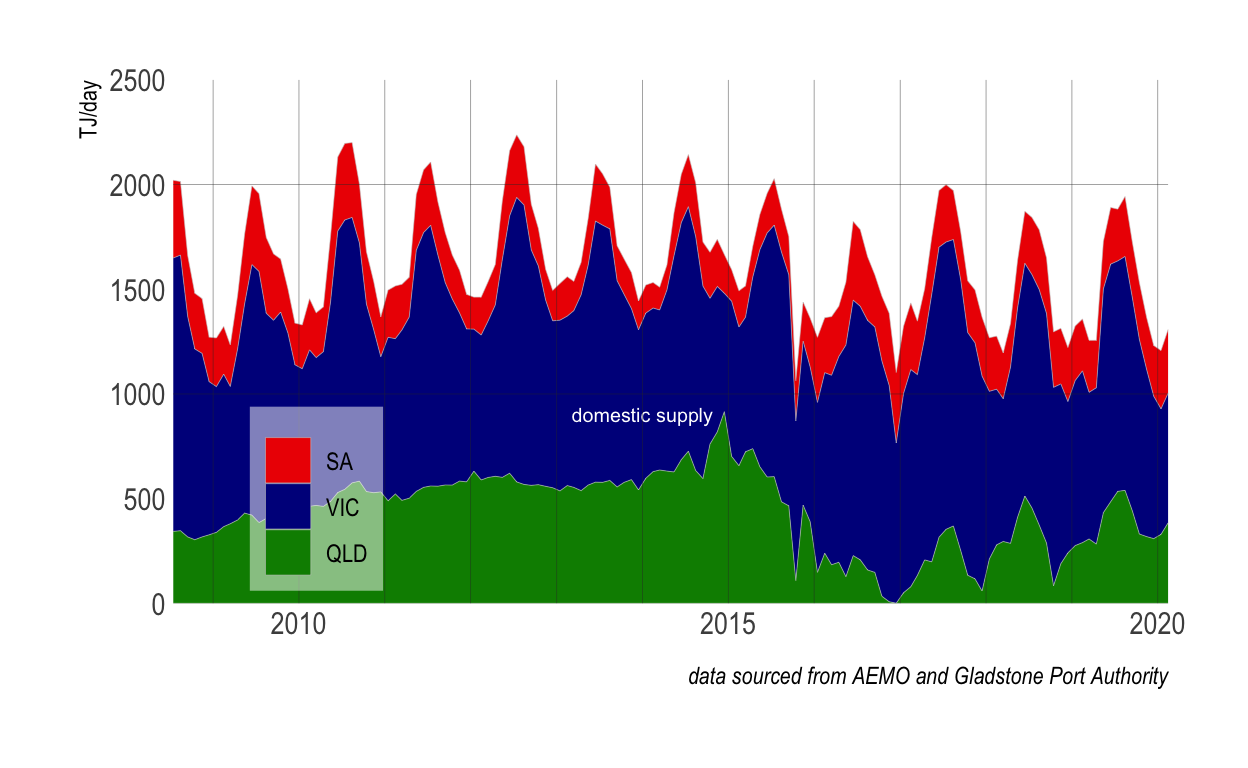 TJ/day
2500
2000
1500
1000
500
0
domestic supply
SA
VIC
QLD
2010
2015
2020
data sourced from AEMO and Gladstone Port Authority